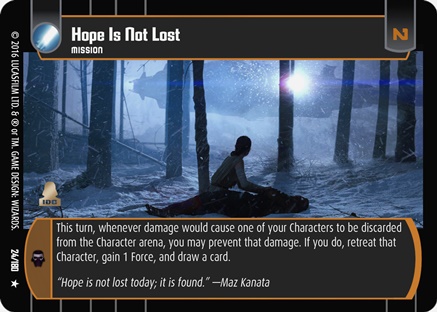 Hope Is Not Lost
MISSION
N
© 2016 LUCASFILM LTD. & ® or TM. GAME DESIGN: WIZARDS.
24/180
This turn, whenever damage would cause one of your Characters to be discarded
from the Character arena, you may prevent that damage. If you do, retreat that
Character, gain 1 Force, and draw a card.
"Hope is not lost today; it is found." —Maz Kanata